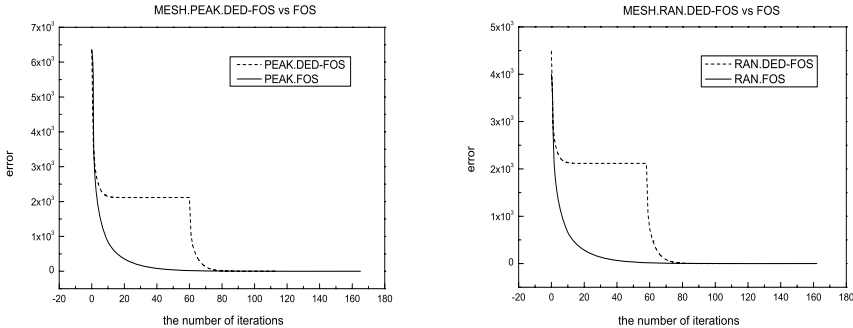 MESH.PEAK.DED-FOS vs FOS
7x10³
6x10³
5x10³
4x10³
3x10³
2x10³
1x10³
0
error
PEAK.DED-FOS
PEAK.FOS
-20 0 20 40 60 80 100 120 140 160 180
the number of iterations
MESH.RAN.DED-FOS vs FOS
5x10³
4x10³
3x10³
2x10³
1x10³
0
error
RAN.DED-FOS
RAN.FOS
-20 0 20 40 60 80 100 120 140 160 180
the number of iterations